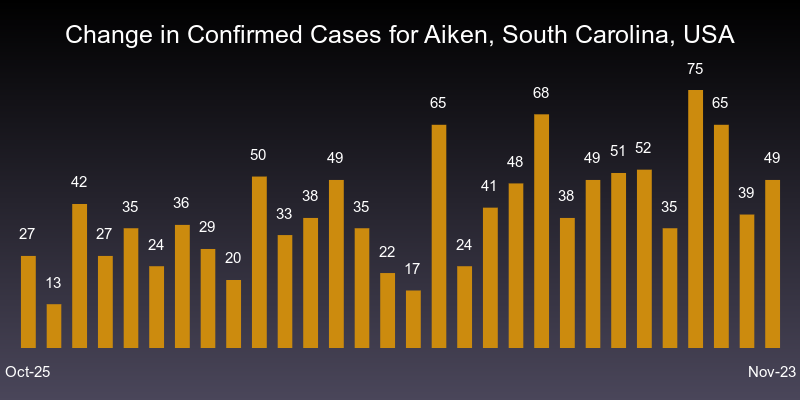 Change in Confirmed Cases for Aiken, South Carolina, USA
27 13 42 27 35 24 36 29 20 50 33 38 49 35 22 17 65 24 41 48 68 38 49 51 52 35 75 65 39 49
Oct-25 Nov-23